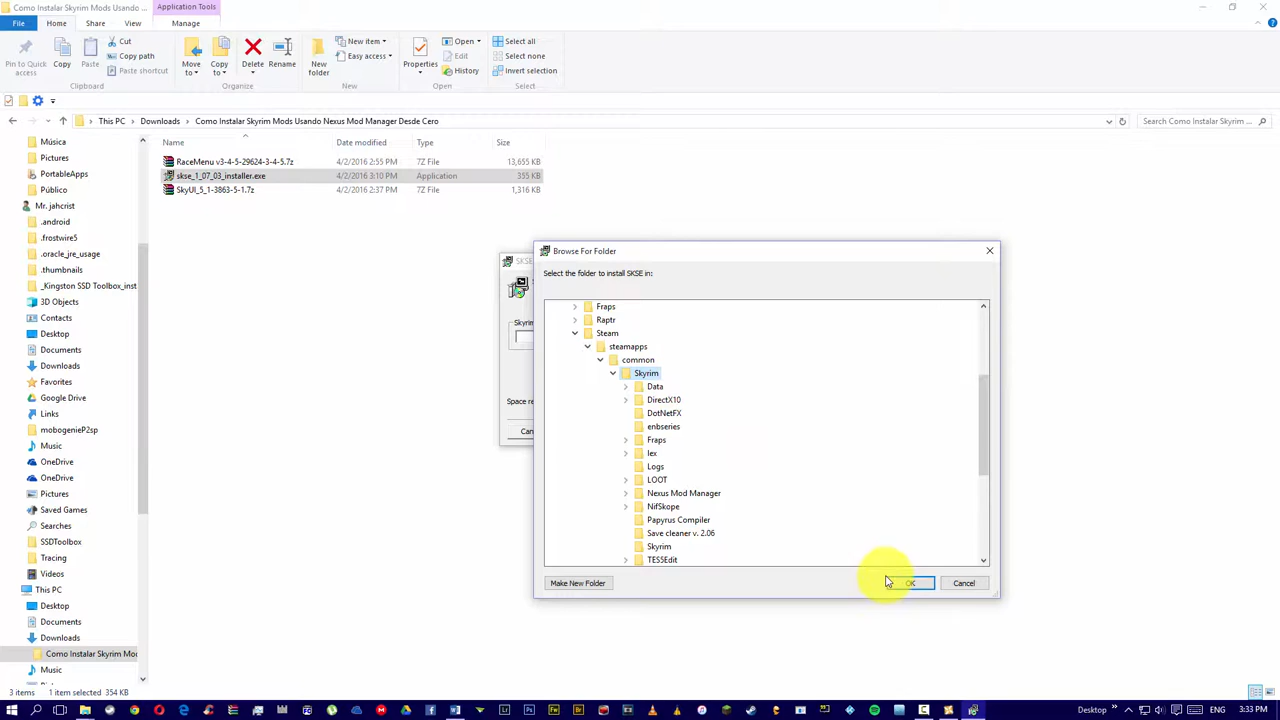 Como Instalar Skyrim Mods Usando ...
Application Tools
File
Home
Share
View
Manage
Pin to Quick access
Copy
Paste
Cut
Copy path
Paste shortcut
Clipboard
Move to
Copy to
Delete
Rename
Organize
New folder
New item
Easy access
New
Properties
Open
Edit
History
Open
Select all
Select none
Invert selection
Select
This PC
Downloads
Como Instalar Skyrim Mods Usando Nexus Mod Manager Desde Cero
Search Como Instalar Skyrim ...
Name
Date modified
Type
Size
RaceMenu v3-4-5-29624-3-4-5.7z 4/2/2016 2:55 PM 7Z File 13,655 KB
skse_1_07_03_installer.exe 4/2/2016 3:10 PM Application 355 KB
SkyUI_5_1-3863-5-1.7z 4/2/2016 2:37 PM 7Z File 1,316 KB
Música
Pictures
PortableApps
Público
Mr. jahcrist
.android
.frostwire5
.oracle_jre_usage
.thumbnails
_Kingston SSD Toolbox_inst
3D Objects
Contacts
Desktop
Documents
Downloads
Favorites
Google Drive
Links
mobogenieP2sp
Music
OneDrive
OneDrive
Pictures
Saved Games
Searches
SSDToolbox
Tracing
Videos
This PC
Desktop
Documents
Downloads
Como Instalar Skyrim Mod
Music
SKSE
Skyrim
Space re
Can
Browse For Folder
Select the folder to install SKSE in:
Fraps
Raptr
Steam
steamapps
common
Skyrim
Data
DirectX10
DotNetFX
enbseries
Fraps
lex
Logs
LOOT
Nexus Mod Manager
NifSkope
Papyrus Compiler
Save cleaner v. 2.06
Skyrim
TES5Edit
Make New Folder
OK
Cancel
3 items 1 item selected 354 KB
Desktop
3:33 PM